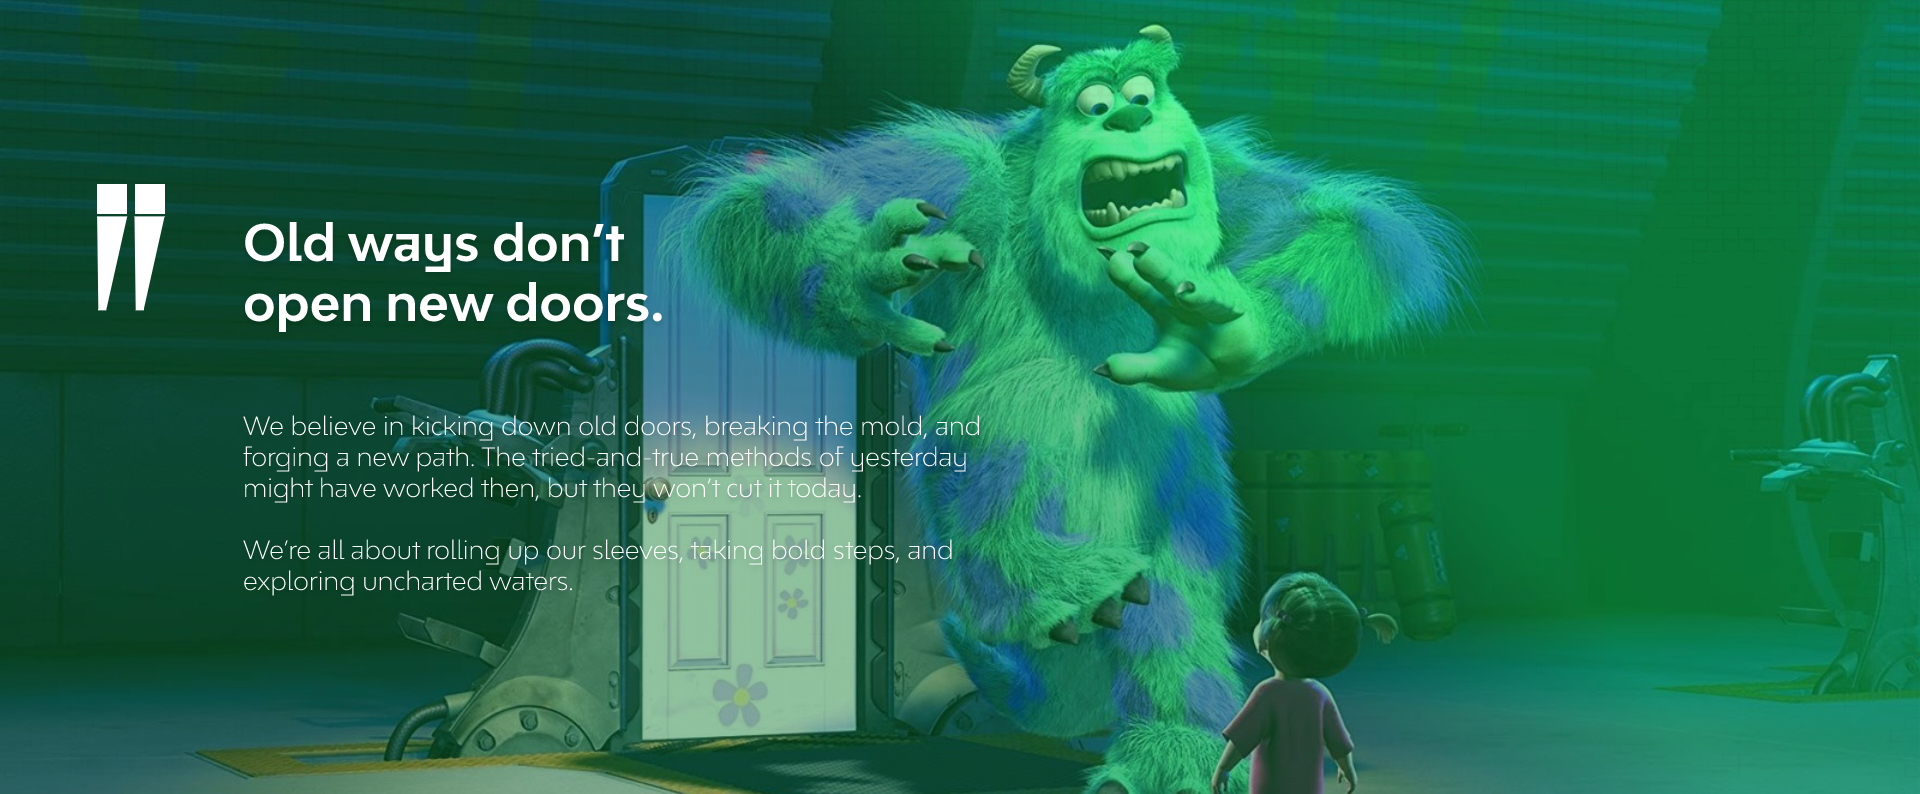 Old ways don’t
open new doors.
We believe in kicking down old doors, breaking the mold, and
forging a new path. The tried-and-true methods of yesterday
might have worked then, but they won’t cut it today.
We’re all about rolling up our sleeves, taking bold steps, and
exploring uncharted waters.